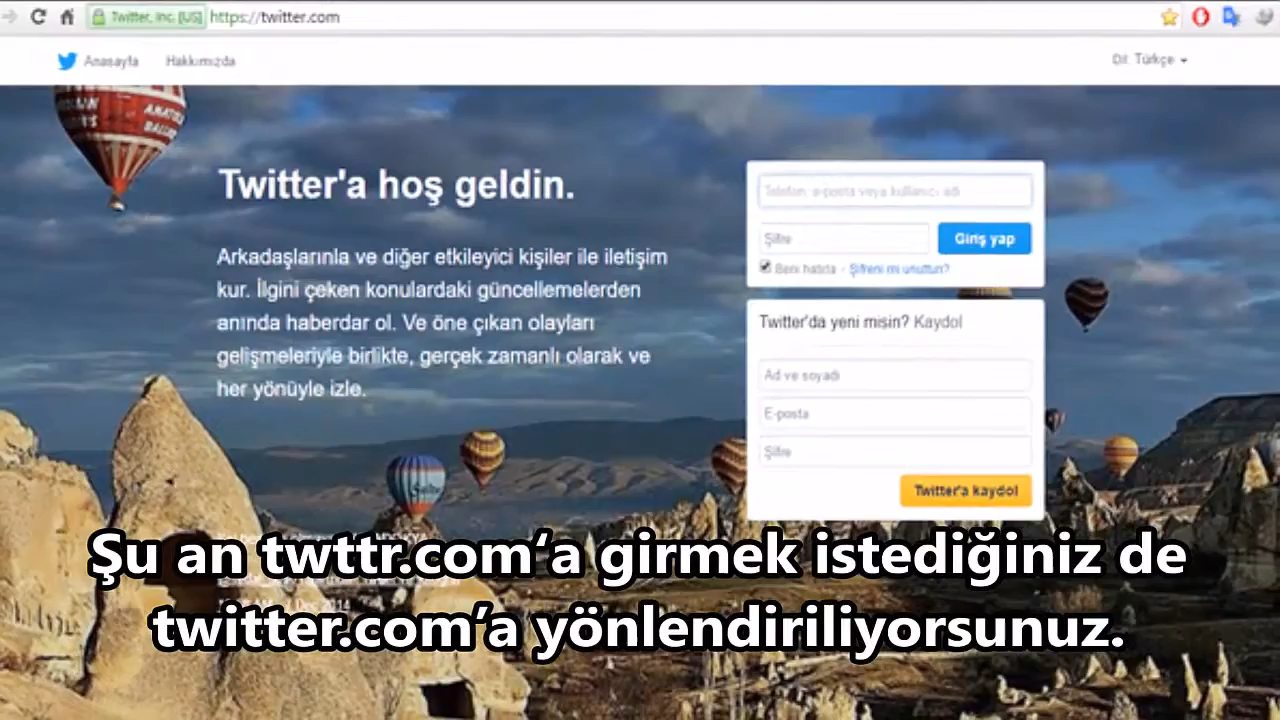 Twitter, Inc. [US] https://twitter.com
Anasayfa Hakkımızda Dil: Türkçe
ANATOLIAN
BALLOONS
Twitter'a hoş geldin.
Arkadaşlarınla ve diğer etkileyici kişiler ile iletişim
kur. İlgini çeken konulardaki güncellemelerden
anında haberdar ol. Ve öne çıkan olayları
gelişmeleriyle birlikte, gerçek zamanlı olarak ve
her yönüyle izle.
Telefon, e-posta veya kullanıcı adı
Şifre Giriş yap
Beni hatırla · Şifreni mi unuttun?
Twitter'da yeni misin? Kaydol
Ad ve soyadı
E-posta
Şifre
Twitter'a kaydol
Şu an twttr.com‘a girmek istediğiniz de
twitter.com’a yönlendiriliyorsunuz.